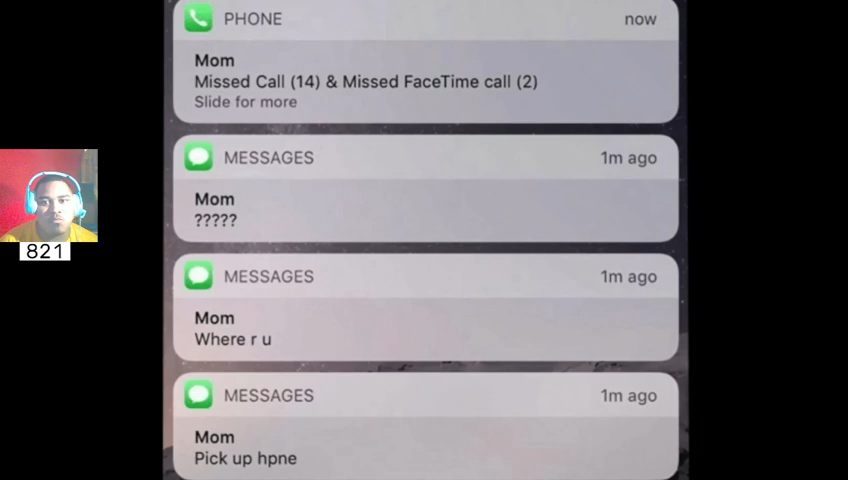 PHONE now
Mom
Missed Call (14) & Missed FaceTime call (2)
Slide for more
MESSAGES 1m ago
Mom
?????
821
MESSAGES 1m ago
Mom
Where r u
MESSAGES 1m ago
Mom
Pick up hpne